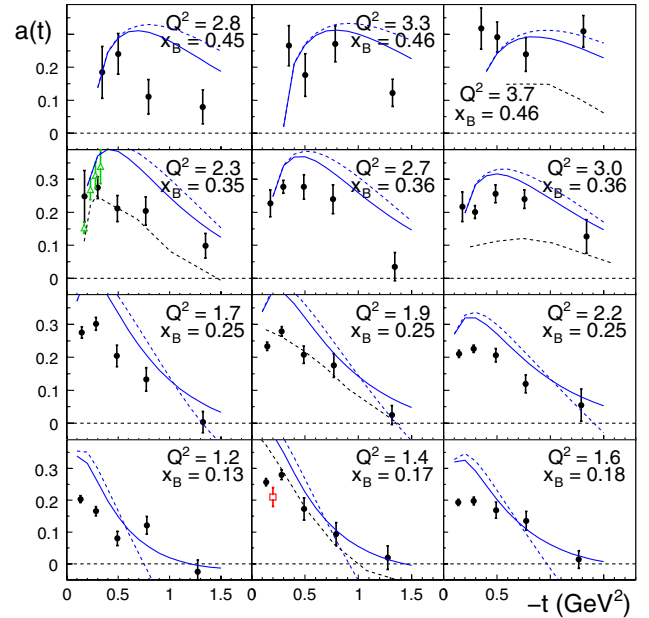 a(t)
Q² = 2.8
x_B = 0.45
Q² = 3.3
x_B = 0.46
Q² = 3.7
x_B = 0.46
0.3
0.2
0.1
0
Q² = 2.3
x_B = 0.35
Q² = 2.7
x_B = 0.36
Q² = 3.0
x_B = 0.36
0.3
0.2
0.1
0
Q² = 1.7
x_B = 0.25
Q² = 1.9
x_B = 0.25
Q² = 2.2
x_B = 0.25
0.3
0.2
0.1
0
Q² = 1.2
x_B = 0.13
Q² = 1.4
x_B = 0.17
Q² = 1.6
x_B = 0.18
0.3
0.2
0.1
0
0 0.5 1 1.5 0 0.5 1 1.5 0 0.5 1 1.5
−t (GeV²)